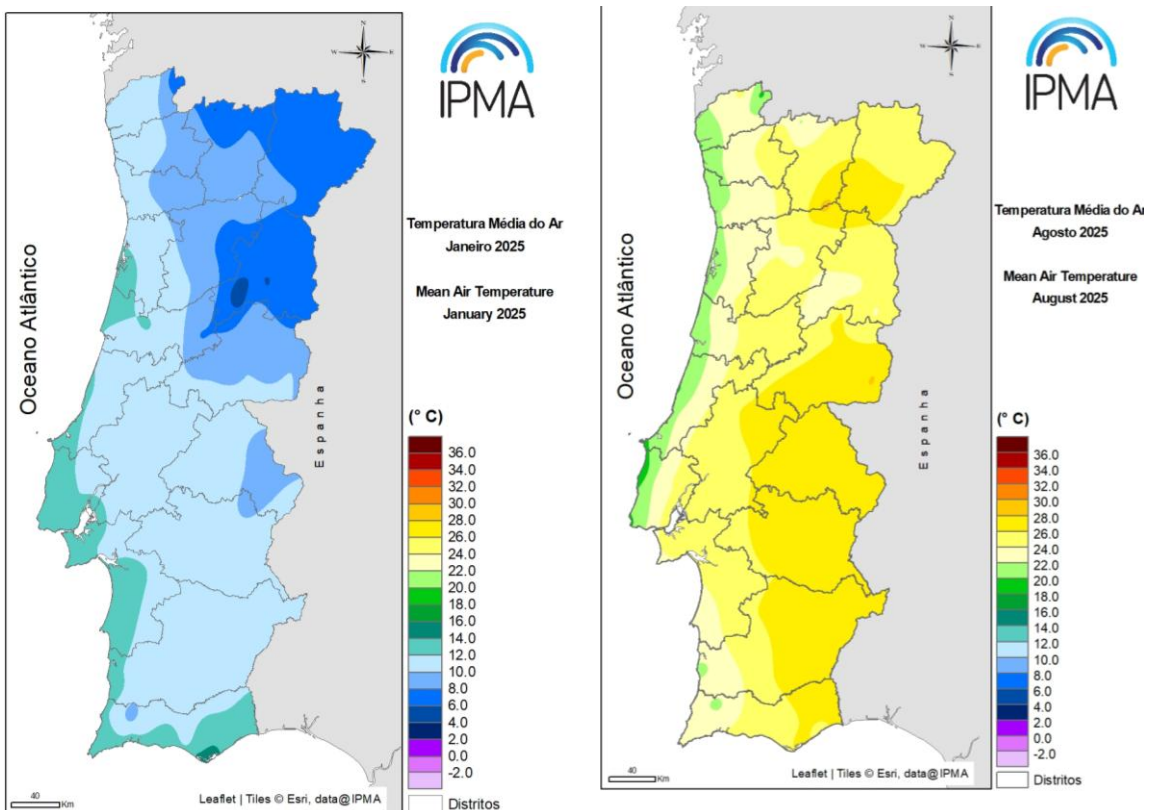 N
W E
S
IPMA
Temperatura Média do Ar
Janeiro 2025
Mean Air Temperature
January 2025
Oceano Atlântico
Espanha
(° C)
36.0
34.0
32.0
30.0
28.0
26.0
24.0
22.0
20.0
18.0
16.0
14.0
12.0
10.0
8.0
6.0
4.0
2.0
0.0
-2.0
Distritos
40
Km
Leaflet | Tiles © Esri, data@IPMA
N
W E
S
IPMA
Temperatura Média do Ar
Agosto 2025
Mean Air Temperature
August 2025
Oceano Atlântico
Espanha
(° C)
36.0
34.0
32.0
30.0
28.0
26.0
24.0
22.0
20.0
18.0
16.0
14.0
12.0
10.0
8.0
6.0
4.0
2.0
0.0
-2.0
Distritos
40
Km
Leaflet | Tiles © Esri, data@IPMA